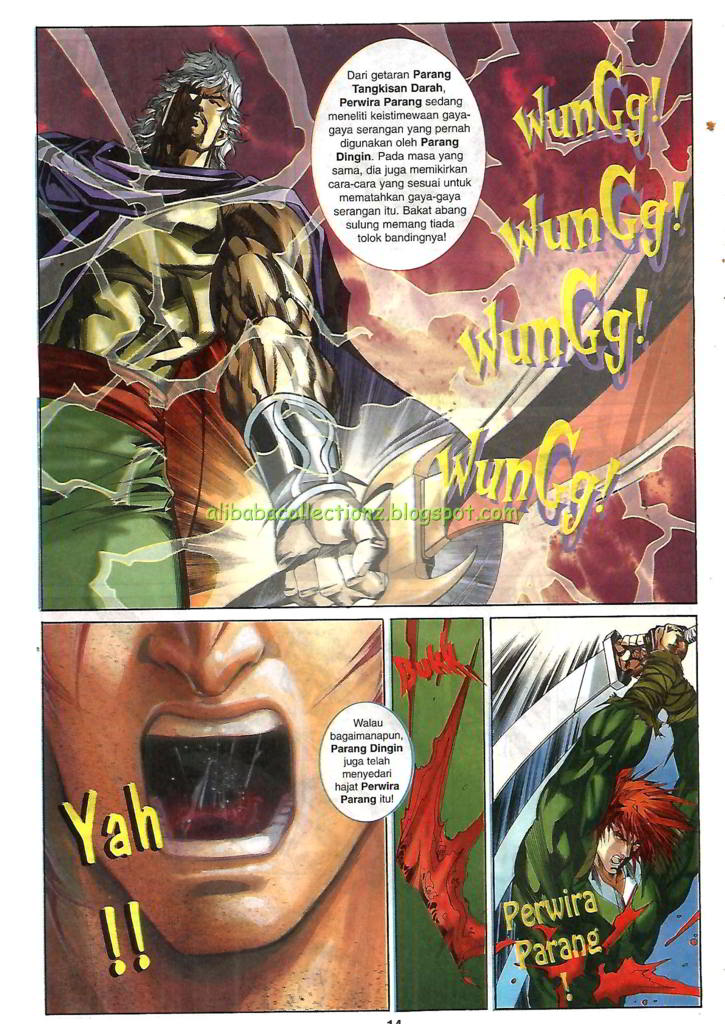 Dari getaran Parang
Tangkisan Darah,
Perwira Parang sedang
meneliti keistimewaan gaya-
gaya serangan yang pernah
digunakan oleh Parang
Dingin. Pada masa yang
sama, dia juga memikirkan
cara-cara yang sesuai untuk
mematahkan gaya-gaya
serangan itu. Bakat abang
sulung memang tiada
tolok bandingnya!
WunGg!
WunGg!
WunGg!
WunGg!
alibabacollectionz.blogspot.com
Yah
!!
Walau
bagaimanapun,
Parang Dingin
juga telah
menyedari
hajat Perwira
Parang itu!
Perwira
Parang
!
14